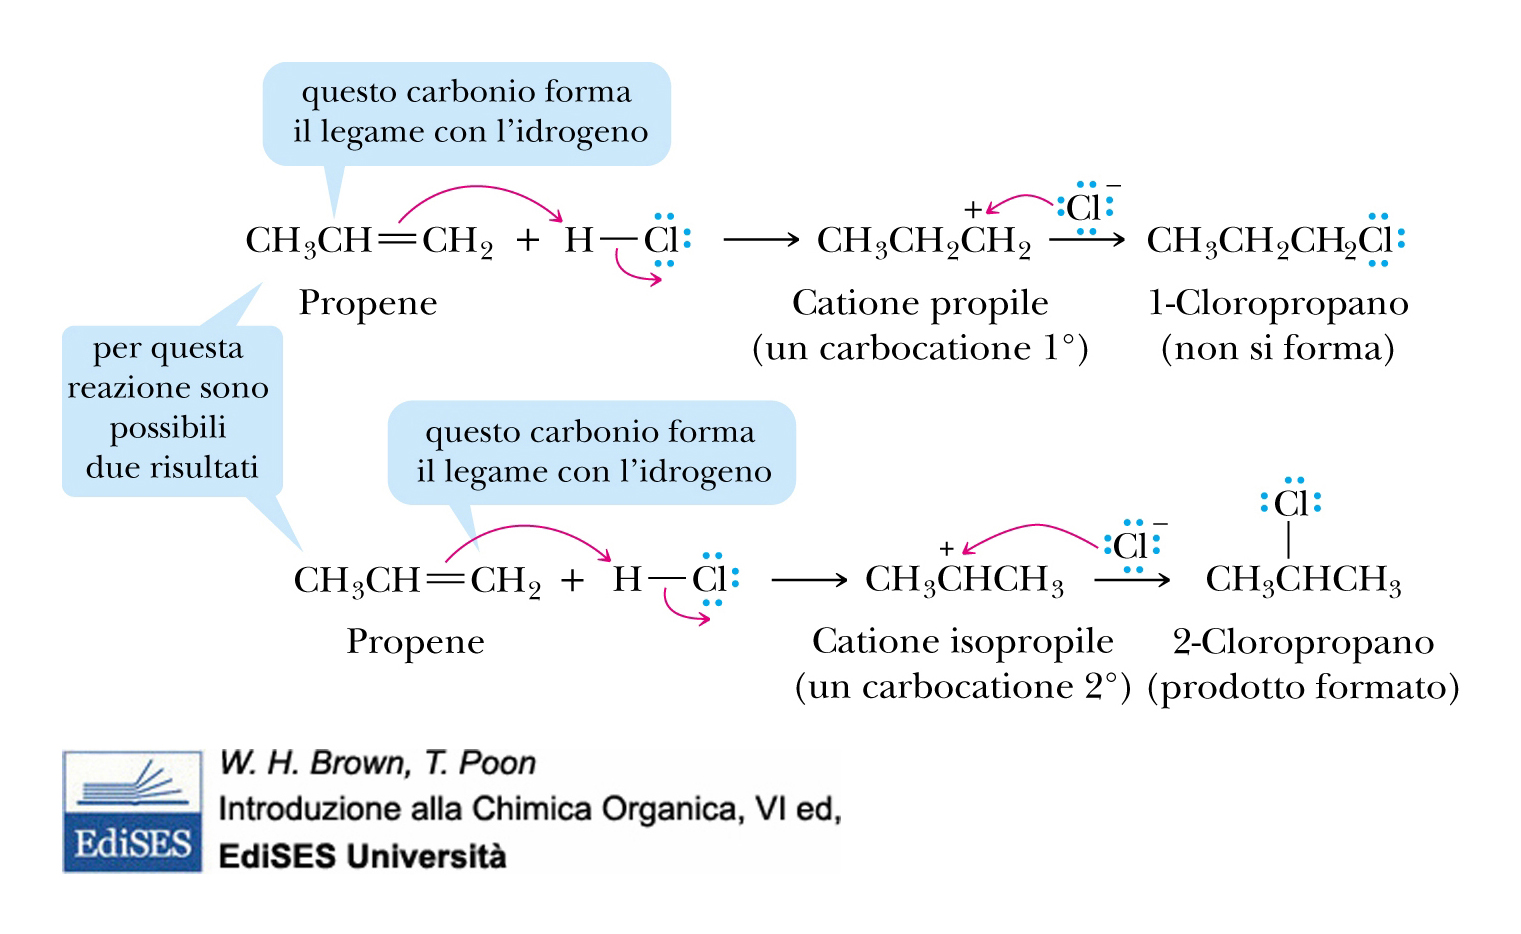 questo carbonio forma
il legame con l’idrogeno
CH₃CH=CH₂ + H—Cl → CH₃CH₂CH₂ → CH₃CH₂CH₂Cl
+ Cl −
Propene Catione propile 1-Cloropropano
(un carbocatione 1°) (non si forma)
per questa
reazione sono
possibili
due risultati
questo carbonio forma
il legame con l’idrogeno
Cl
+ Cl −
CH₃CH=CH₂ + H—Cl → CH₃CHCH₃ → CH₃CHCH₃
Propene Catione isopropile 2-Cloropropano
(un carbocatione 2°) (prodotto formato)
W. H. Brown, T. Poon
Introduzione alla Chimica Organica, VI ed,
EdiSES EdiSES Università